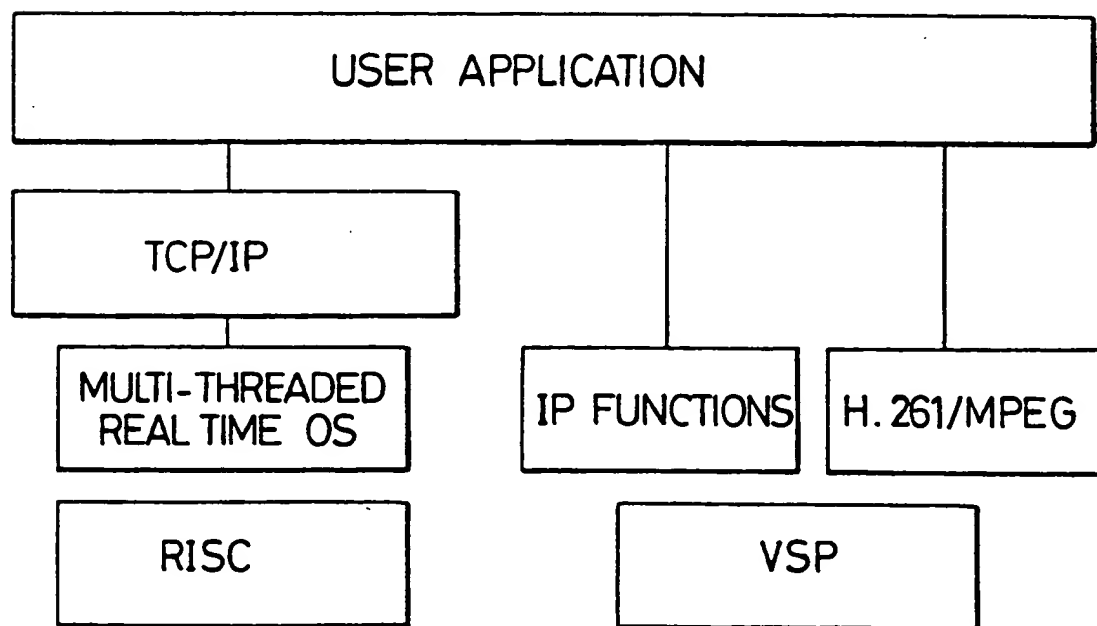 USER APPLICATION
TCP/IP
MULTI-THREADED
REAL TIME OS
IP FUNCTIONS
H.261/MPEG
RISC
VSP